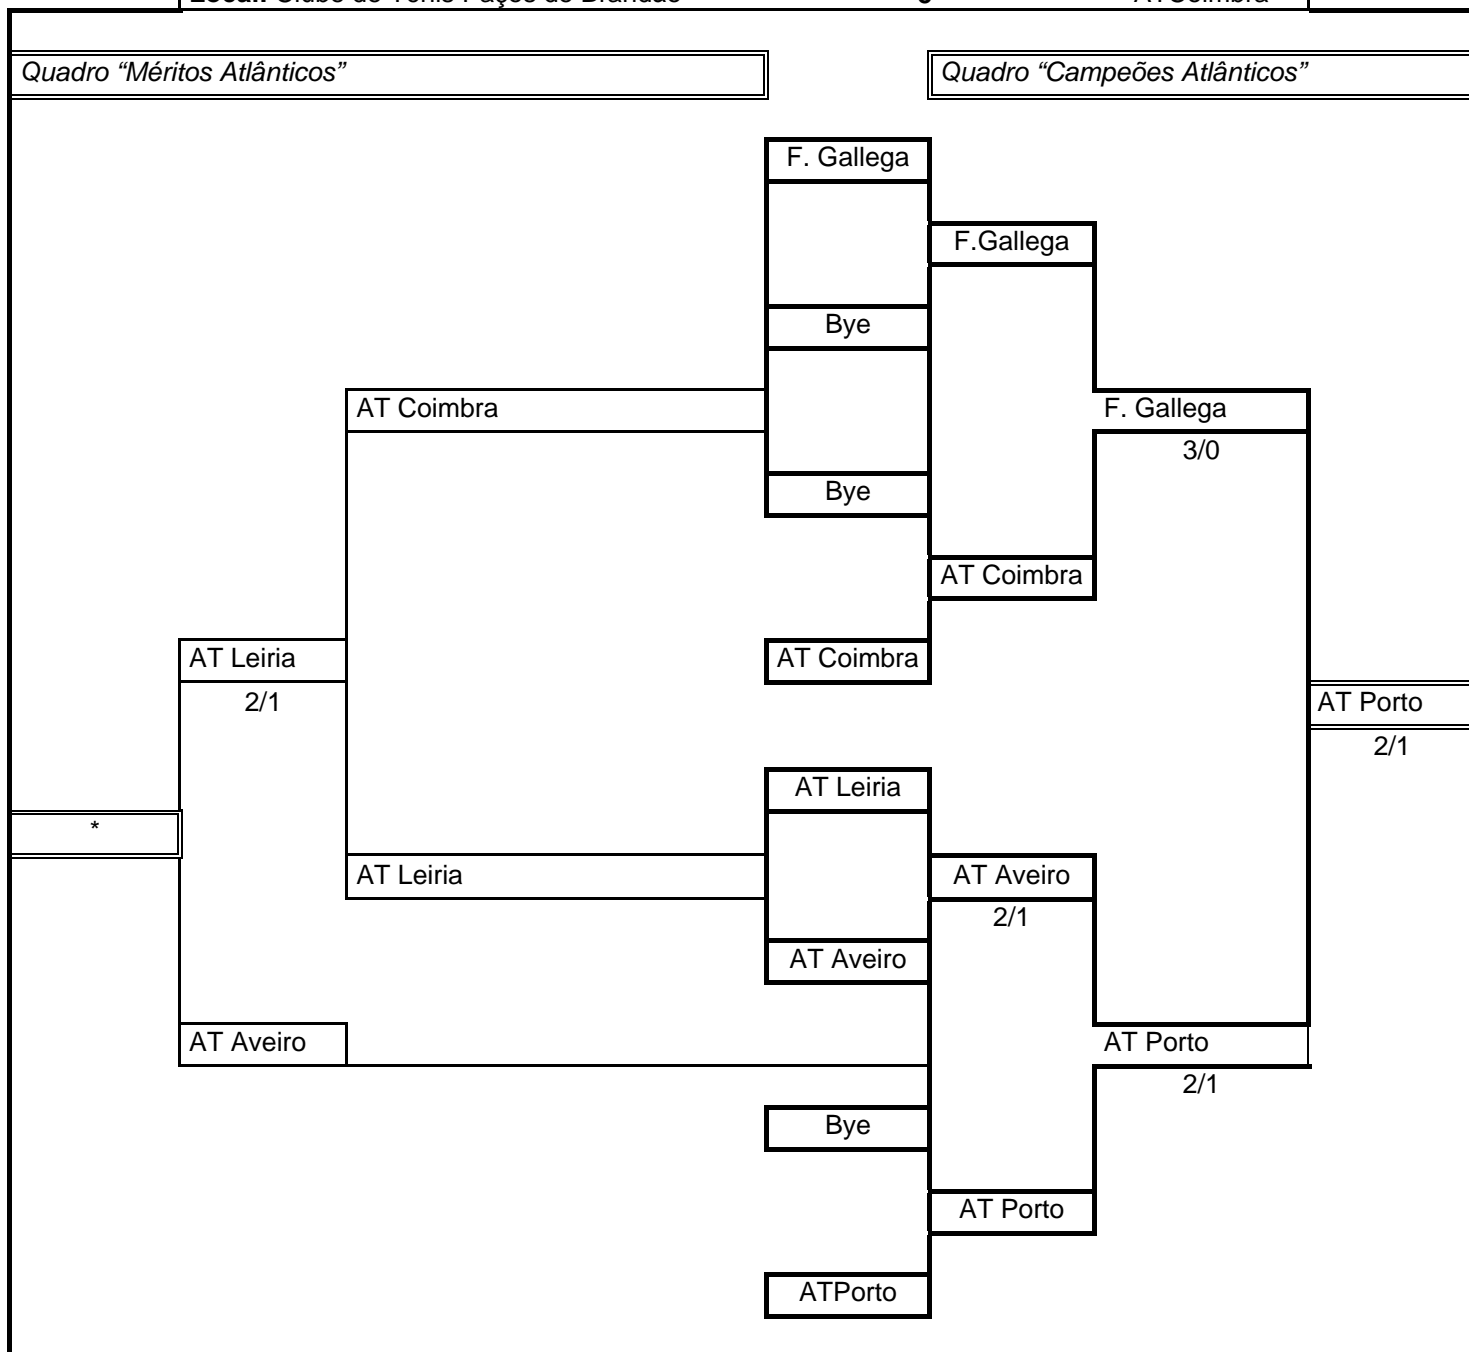 Quadro “Méritos Atlânticos”
Quadro “Campeões Atlânticos”
F. Gallega
F.Gallega
Bye
AT Coimbra
F. Gallega
3/0
Bye
AT Coimbra
AT Leiria
AT Coimbra
2/1
AT Porto
2/1
AT Leiria
*
AT Leiria
AT Aveiro
2/1
AT Aveiro
AT Aveiro
AT Porto
2/1
Bye
AT Porto
ATPorto